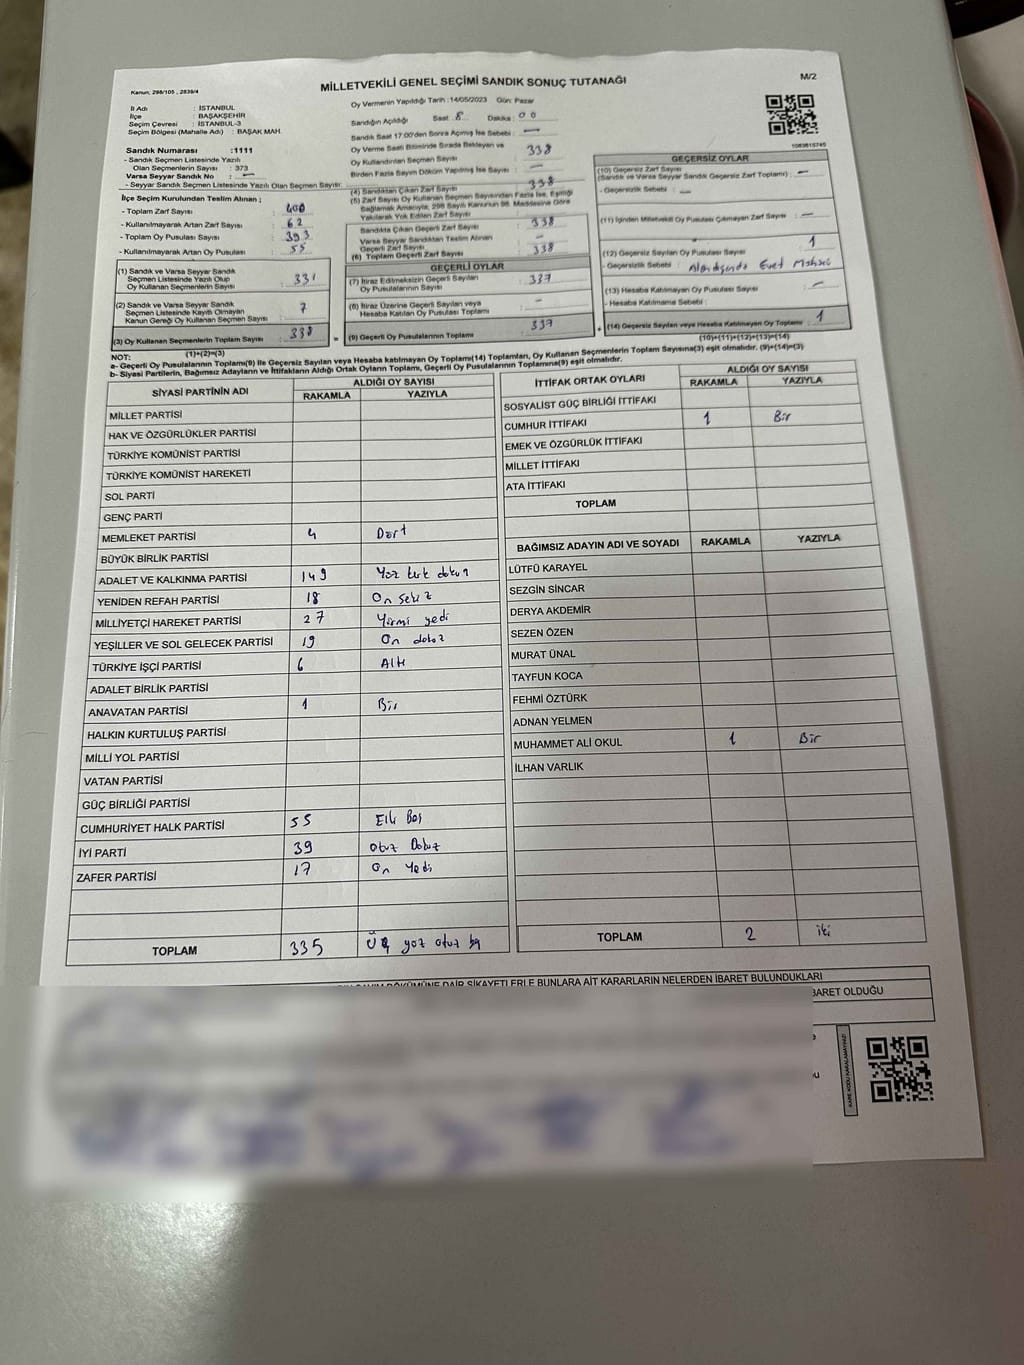 M/2
MİLLETVEKİLİ GENEL SEÇİMİ SANDIK SONUÇ TUTANAĞI
Kanun; 298/105 , 2839/4
İl Adı : İSTANBUL
İlçe : BAŞAKŞEHİR
Seçim Çevresi : İSTANBUL-3
Seçim Bölgesi (Mahalle Adı) : BAŞAK MAH.
Sandık Numarası :1111
- Sandık Seçmen Listesinde Yazılı
Olan Seçmenlerin Sayısı : 373
Varsa Seyyar Sandık No : —
- Seyyar Sandık Seçmen Listesinde Yazılı Olan Seçmen Sayısı:
Oy Vermenin Yapıldığı Tarih :14/05/2023 Gün: Pazar
Sandığın Açıldığı Saat : 8 Dakika : 00
Sandık Saat 17:00'den Sonra Açılmış İse Sebebi : —
Oy Verme Saati Bitiminde Sırada Bekleyen ve
Oy Kullandırılan Seçmen Sayısı : 338
Birden Fazla Sayım Döküm Yapılmış İse Sayısı : —
1083815745
İlçe Seçim Kurulundan Teslim Alınan ;
- Toplam Zarf Sayısı : 400
- Kullanılmayarak Artan Zarf Sayısı : 62
- Toplam Oy Pusulası Sayısı : 393
- Kullanılmayarak Artan Oy Pusulası : 55
(1) Sandık ve Varsa Seyyar Sandık
Seçmen Listesinde Yazılı Olup
Oy Kullanan Seçmen Sayısı : 331
(2) Sandık ve Varsa Seyyar Sandık
Seçmen Listesinde Kayıtlı Olmayan
Kanun Gereği Oy Kullanan Seçmen Sayısı : 7
(3) Oy Kullanan Seçmenlerin Toplam Sayısı : 338
(1)+(2)=(3)
(4) Sandıktan Çıkan Zarf Sayısı : 338
(5) Zarf Sayısı Oy Kullanan Seçmen Sayısından Fazla İse, Eşitliği
Sağlamak Amacıyla, 298 Sayılı Kanunun 98. Maddesine Göre
Yakılarak Yok Edilen Zarf Sayısı : —
Sandıkta Çıkan Geçerli Zarf Sayısı : 338
Varsa Seyyar Sandıktan Teslim Alınan
Geçerli Zarf Sayısı : —
(6) Toplam Geçerli Zarf Sayısı : 338
GEÇERLİ OYLAR
(7) İtiraz Edilmeksizin Geçerli Sayılan
Oy Pusulalarının Sayısı : 337
(8) İtiraz Üzerine Geçerli Sayılan veya
Hesaba Katılan Oy Pusulaları Toplamı : —
(9) Geçerli Oy Pusulalarının Toplamı : 337
GEÇERSİZ OYLAR
(10) Geçersiz Zarf Sayısı
(Sandık ve Varsa Seyyar Sandık Geçersiz Zarf Toplamı) : —
- Geçersizlik Sebebi : —
(11) İçinden Milletvekili Oy Pusulası Çıkmayan Zarf Sayısı : —
(12) Geçersiz Sayılan Oy Pusulası Sayısı : 1
- Geçersizlik Sebebi : Evet
(13) Hesaba Katılmayan Oy Pusulası Sayısı : —
- Hesaba Katılmama Sebebi :
(14) Geçersiz Sayılan veya Hesaba Katılmayan Oy Toplamı : 1
(10)+(11)+(12)+(13)=(14)
NOT:
a- Geçerli Oy Pusulalarının Toplamı(9) ile Geçersiz Sayılan veya Hesaba katılmayan Oy Toplamı(14) Toplamları, Oy Kullanan Seçmenlerin Toplam Sayısına(3) eşit olmalıdır. (9)+(14)=(3)
b- Siyasi Partilerin, Bağımsız Adayların ve İttifakların Aldığı Ortak Oyların Toplamı, Geçerli Oy Pusulalarının Toplamına(9) eşit olmalıdır.
SİYASİ PARTİNİN ADI ALDIĞI OY SAYISI
RAKAMLA YAZIYLA
MİLLET PARTİSİ
HAK VE ÖZGÜRLÜKLER PARTİSİ
TÜRKİYE KOMÜNİST PARTİSİ
TÜRKİYE KOMÜNİST HAREKETİ
SOL PARTİ
GENÇ PARTİ
MEMLEKET PARTİSİ 4 Dört
BÜYÜK BİRLİK PARTİSİ
ADALET VE KALKINMA PARTİSİ 149 Yüz kırk dokuz
YENİDEN REFAH PARTİSİ 18 On sekiz
MİLLİYETÇİ HAREKET PARTİSİ 27 Yirmi yedi
YEŞİLLER VE SOL GELECEK PARTİSİ 19 On dokuz
TÜRKİYE İŞÇİ PARTİSİ 6 Altı
ADALET BİRLİK PARTİSİ
ANAVATAN PARTİSİ 1 Bir
HALKIN KURTULUŞ PARTİSİ
MİLLİ YOL PARTİSİ
VATAN PARTİSİ
GÜÇ BİRLİĞİ PARTİSİ
CUMHURİYET HALK PARTİSİ 55 Elli Beş
İYİ PARTİ 39 Otuz Dokuz
ZAFER PARTİSİ 17 On Yedi
TOPLAM 335 Üç yüz otuz beş
İTTİFAK ORTAK OYLARI ALDIĞI OY SAYISI
RAKAMLA YAZIYLA
SOSYALİST GÜÇ BİRLİĞİ İTTİFAKI
CUMHUR İTTİFAKI 1 Bir
EMEK VE ÖZGÜRLÜK İTTİFAKI
MİLLET İTTİFAKI
ATA İTTİFAKI
TOPLAM
BAĞIMSIZ ADAYIN ADI VE SOYADI RAKAMLA YAZIYLA
LÜTFÜ KARAYEL
SEZGİN SİNCAR
DERYA AKDEMİR
SEZEN ÖZEN
MURAT ÜNAL
TAYFUN KOCA
FEHMİ ÖZTÜRK
ADNAN YELMEN
MUHAMMET ALİ OKUL 1 Bir
İLHAN VARLIK
TOPLAM 2 iki
DÖKÜMÜNE DAİR ŞİKAYETLERLE BUNLARA AİT KARARLARIN NELERDEN İBARET BULUNDUKLARI
BARET OLDUĞU
KARE KODU KARALAMAYINIZ!